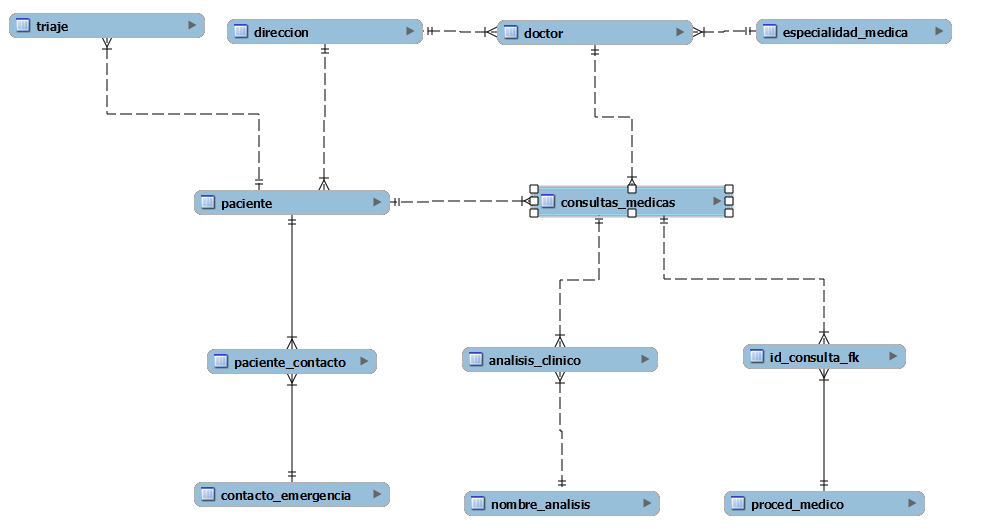 triaje
direccion
doctor
especialidad_medica
paciente
consultas_medicas
paciente_contacto
analisis_clinico
id_consulta_fk
contacto_emergencia
nombre_analisis
proced_medico